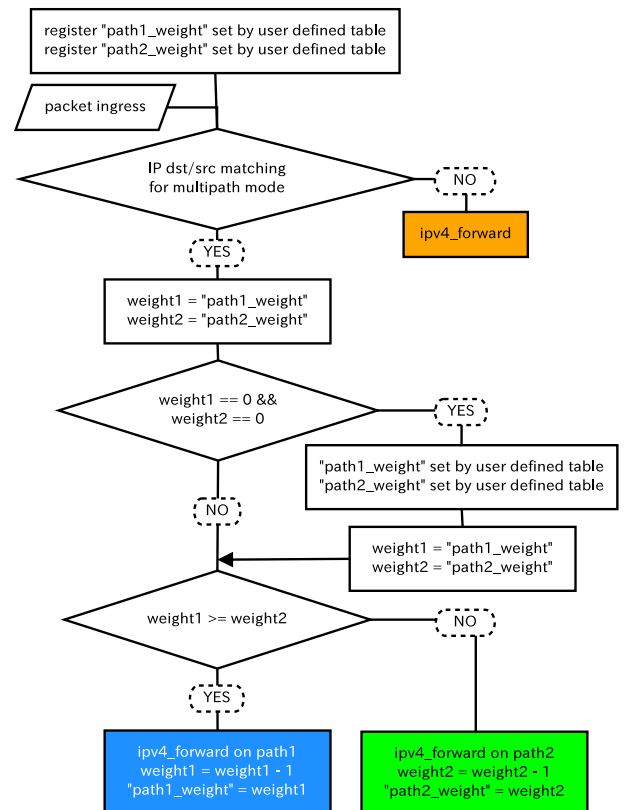 register "path1_weight" set by user defined table
register "path2_weight" set by user defined table
packet ingress
IP dst/src matching
for multipath mode
NO
ipv4_forward
YES
weight1 = "path1_weight"
weight2 = "path2_weight"
weight1 == 0 &&
weight2 == 0
YES
"path1_weight" set by user defined table
"path2_weight" set by user defined table
NO
weight1 = "path1_weight"
weight2 = "path2_weight"
weight1 >= weight2
NO
YES
ipv4_forward on path1
weight1 = weight1 - 1
"path1_weight" = weight1
ipv4_forward on path2
weight2 = weight2 - 1
"path2_weight" = weight2